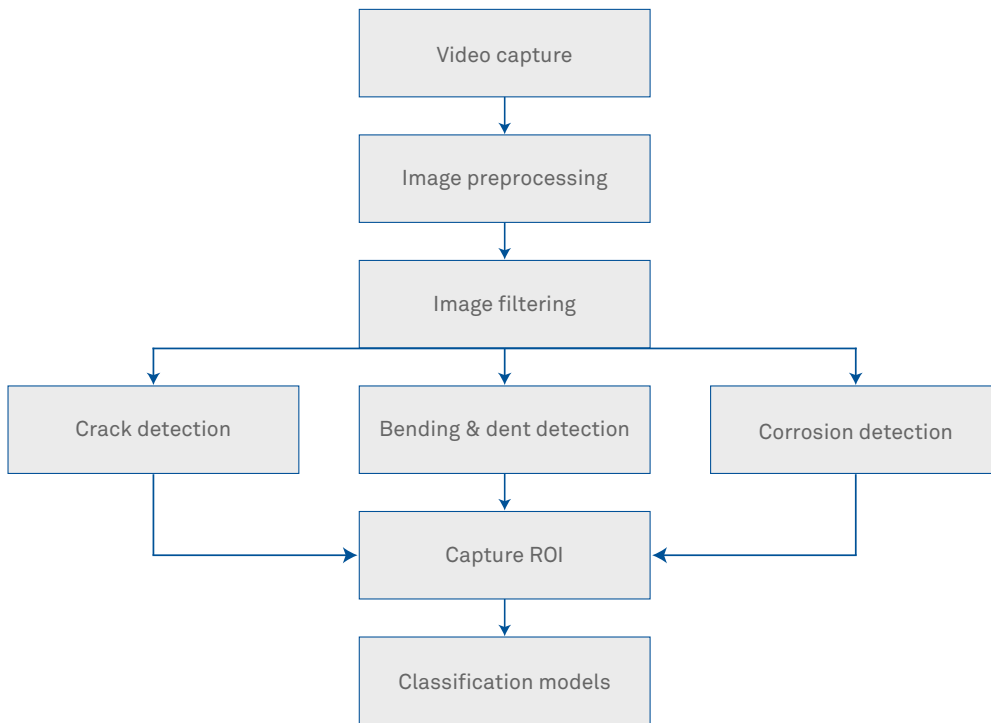 Video capture
Image preprocessing
Image filtering
Crack detection
Bending & dent detection
Corrosion detection
Capture ROI
Classification models